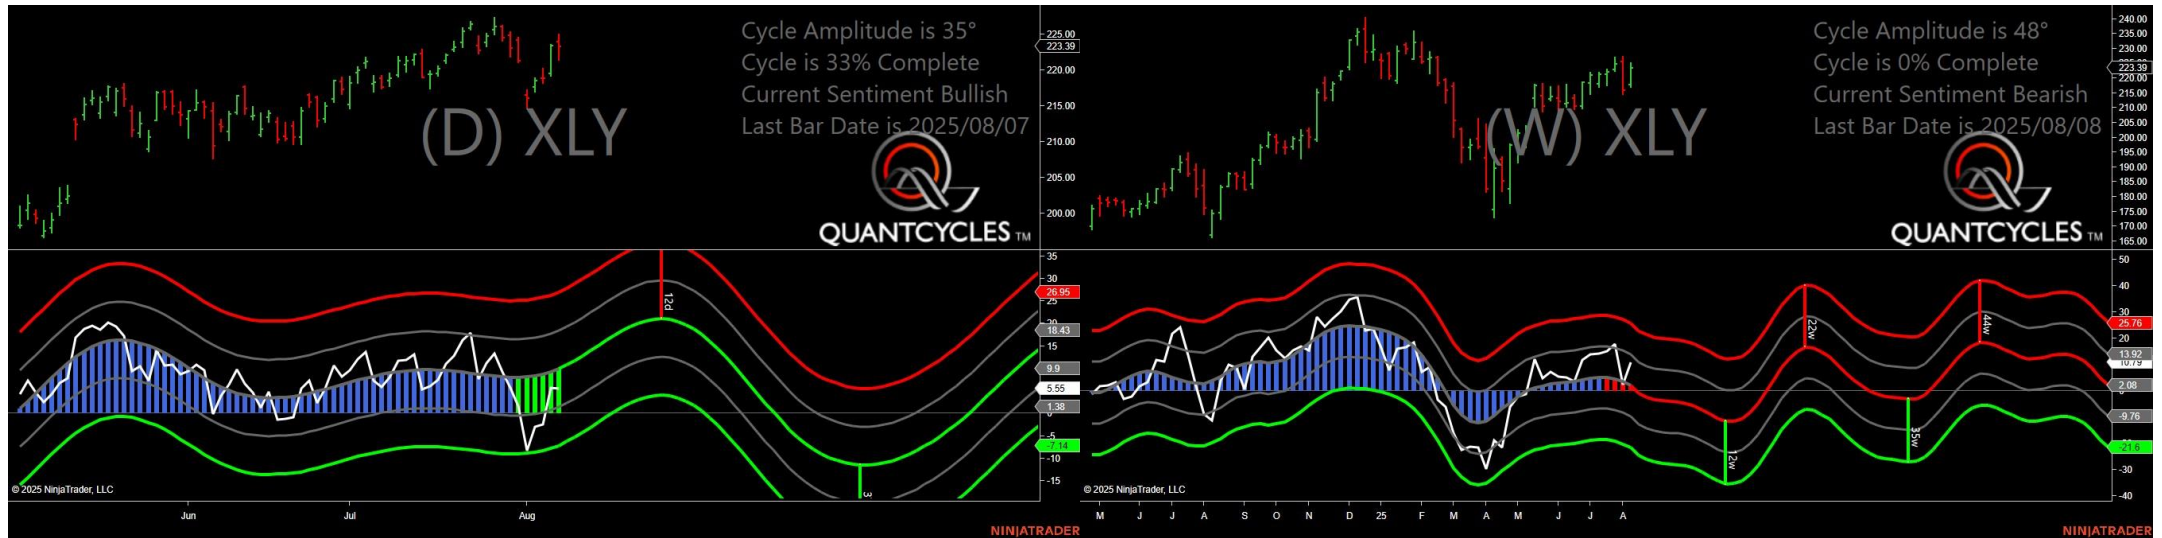 Cycle Amplitude is 35°
Cycle is 33% Complete
Current Sentiment Bullish
Last Bar Date is 2025/08/07
(D) XLY
QUANTCYCLES TM
225.00
223.39
220.00
215.00
210.00
205.00
200.00
35
30
26.95
25
20
18.43
15
9.9
5.55
1.38
0
-5
-7.14
-10
-15
12d
3
© 2025 NinjaTrader, LLC
Jun
Jul
Aug
NINJATRADER
Cycle Amplitude is 48°
Cycle is 0% Complete
Current Sentiment Bearish
Last Bar Date is 2025/08/08
(W) XLY
QUANTCYCLES TM
240.00
235.00
230.00
223.39
220.00
215.00
210.00
205.00
200.00
195.00
190.00
185.00
180.00
175.00
170.00
165.00
50
40
30
25.76
20
13.92
10.79
2.08
0
-9.76
-21.6
-30
-40
22w
44w
12w
35w
© 2025 NinjaTrader, LLC
M
J
J
A
S
O
N
D
25
F
M
A
M
J
J
A
NINJATRADER